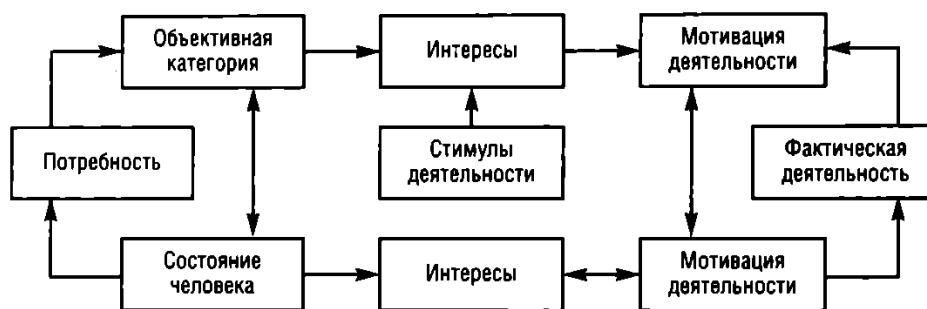 Объективная
категория
Интересы
Мотивация
деятельности
Потребность
Стимулы
деятельности
Фактическая
деятельность
Состояние
человека
Интересы
Мотивация
деятельности